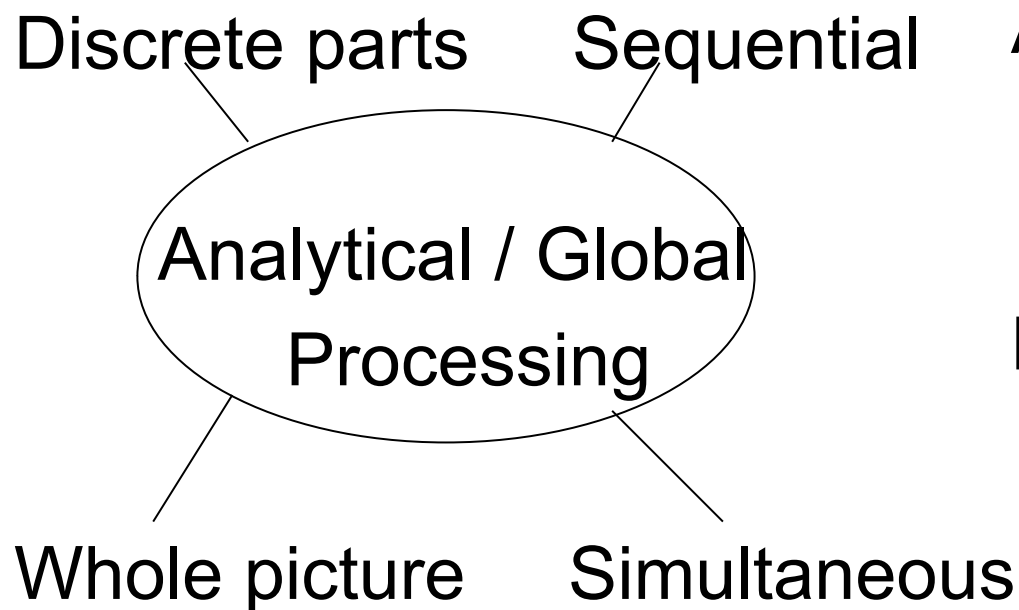 Discrete parts Sequential
Analytical / Global
Processing
Whole picture Simultaneous